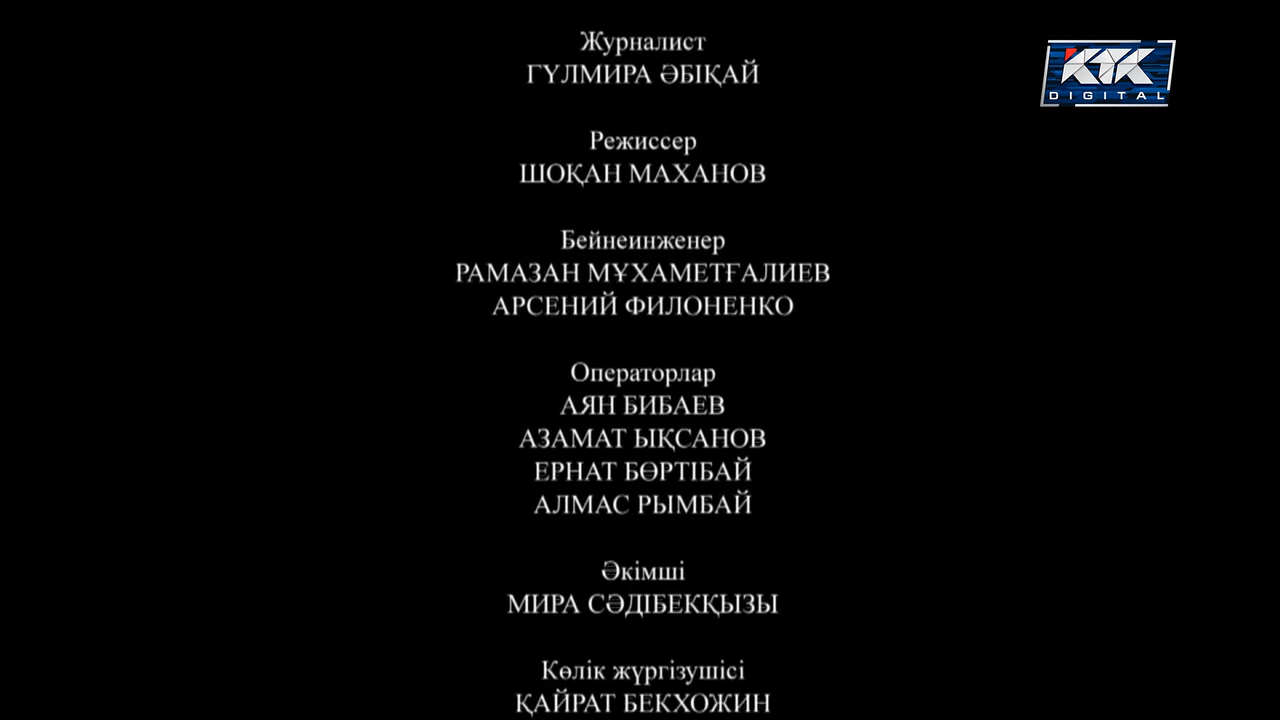 Журналист
ГҮЛМИРА ӘБІҚАЙ
КТК
DIGITAL
Режиссер
ШОҚАН МАХАНОВ
Бейнеинженер
РАМАЗАН МҰХАМЕТҒАЛИЕВ
АРСЕНИЙ ФИЛОНЕНКО
Операторлар
АЯН БИБАЕВ
АЗАМАТ ЫҚСАНОВ
ЕРНАТ БӨРТІБАЙ
АЛМАС РЫМБАЙ
Әкімші
МИРА СӘДІБЕКҚЫЗЫ
Көлік жүргізушісі
ҚАЙРАТ БЕКХОЖИН